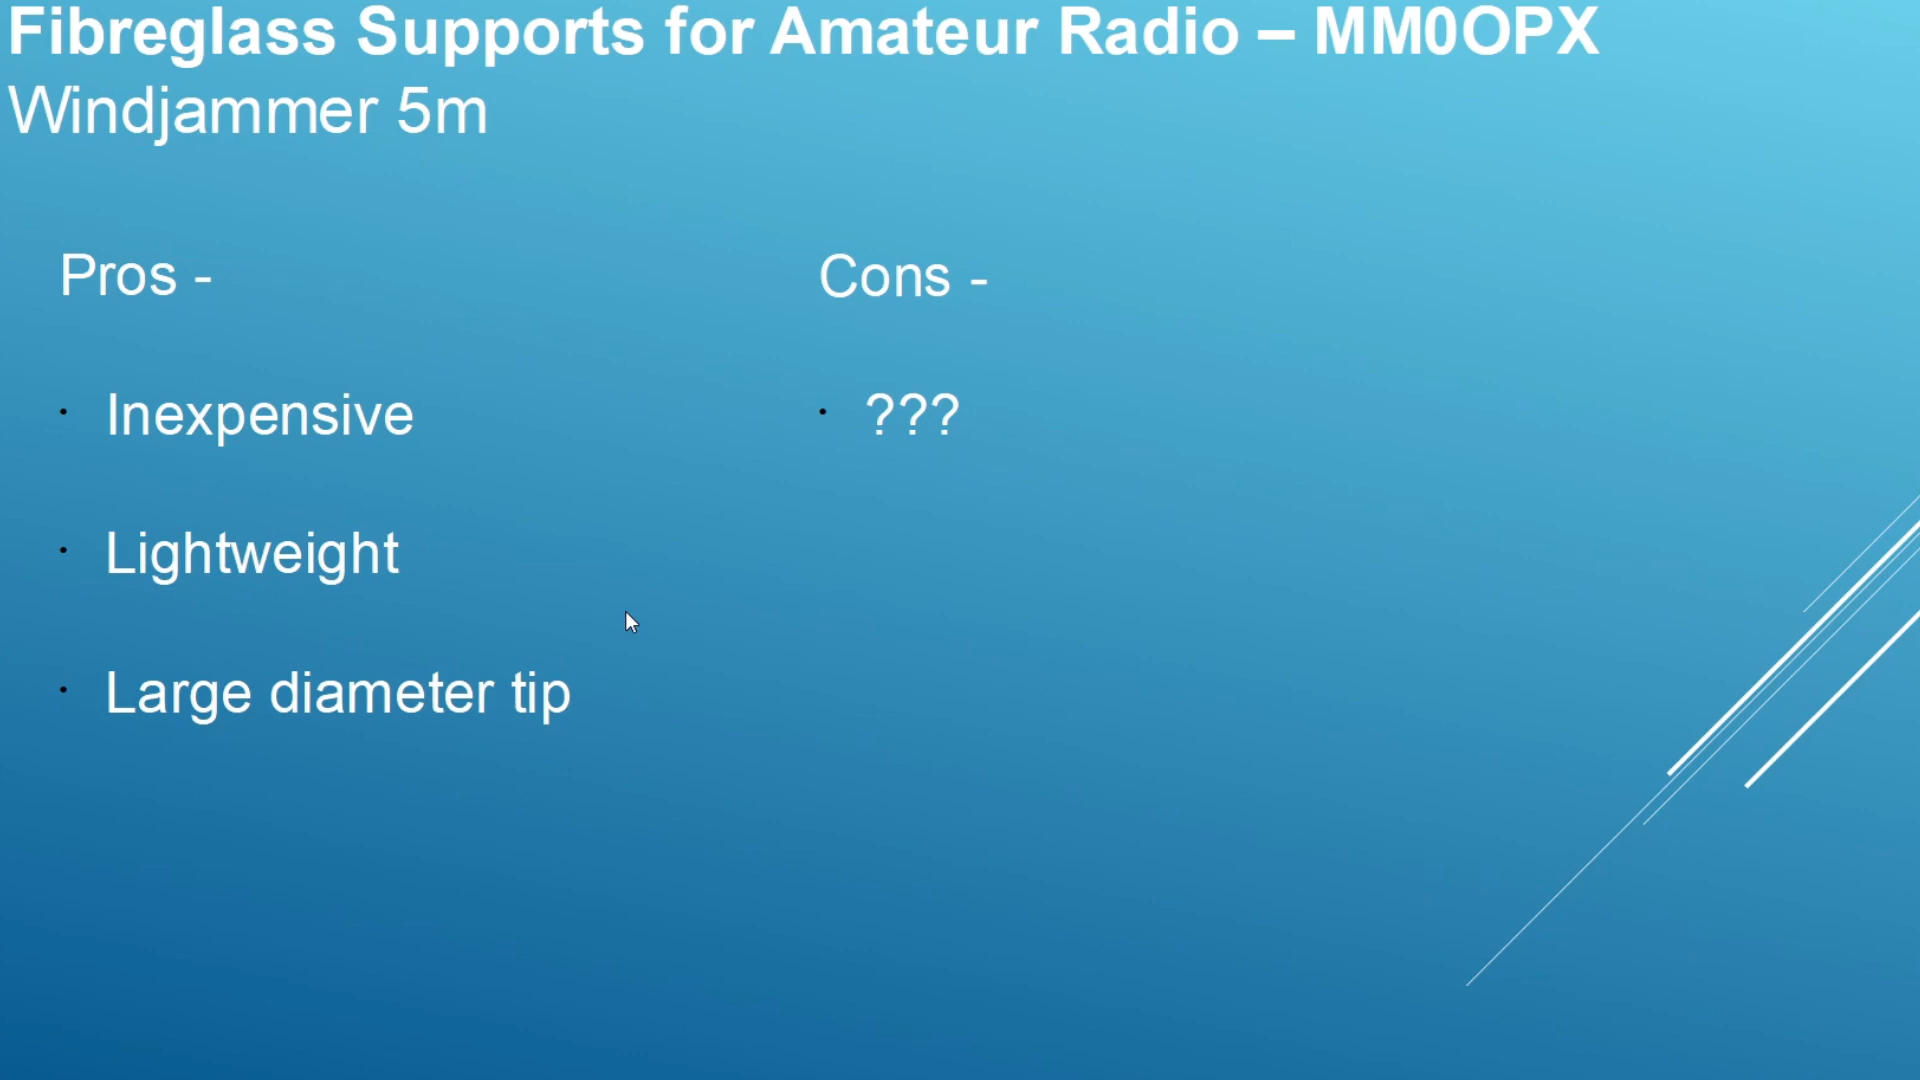 Fibreglass Supports for Amateur Radio – MM0OPX
Windjammer 5m
Pros -
• Inexpensive
• Lightweight
• Large diameter tip
Cons -
• ???